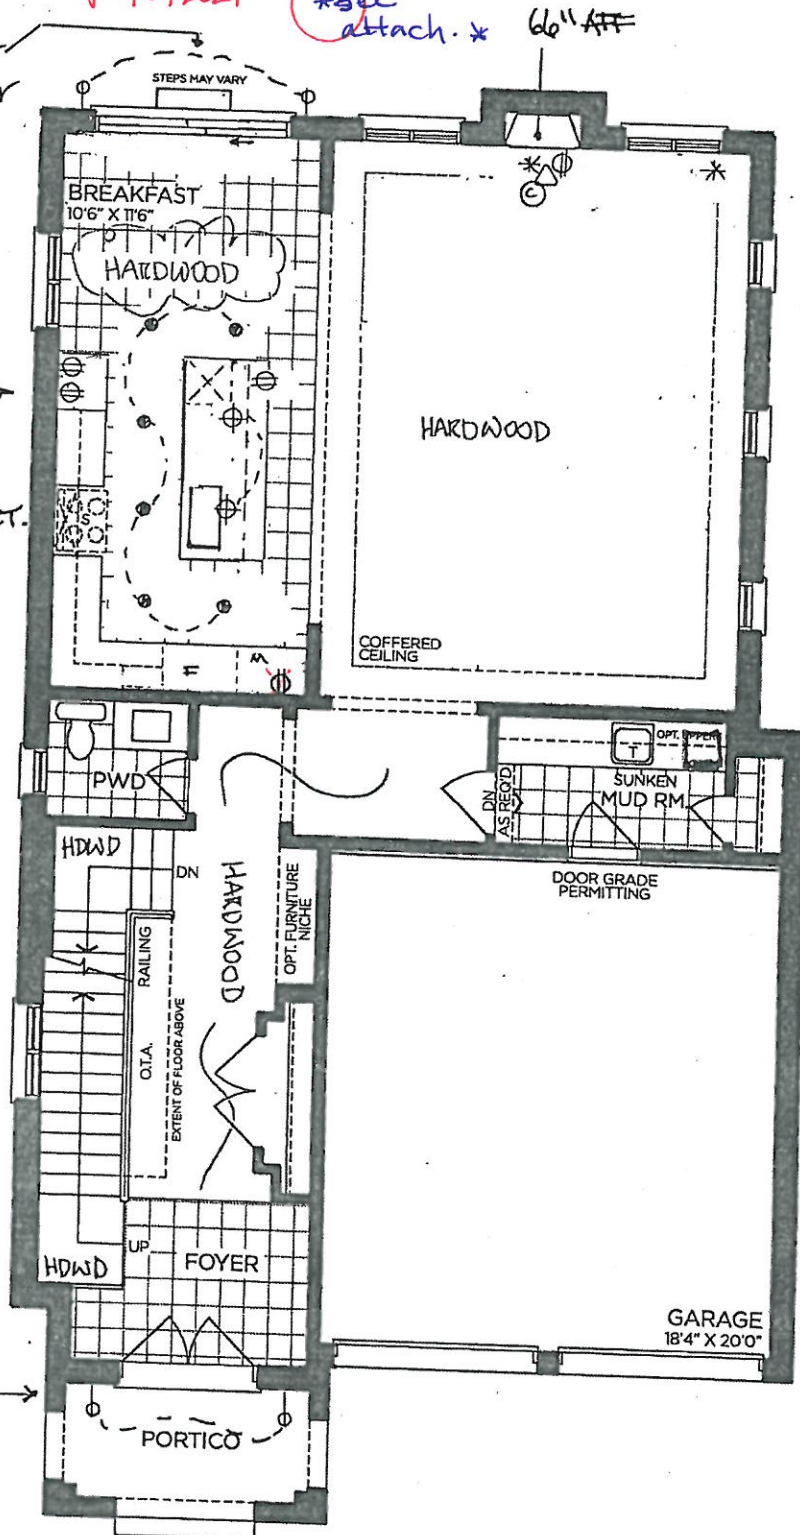 *see
attach. *
66" AFF
STEPS MAY VARY
BREAKFAST
10'6" X 11'6"
HARDWOOD
C
HARDWOOD
S
COFFERED
CEILING
F
M
PWD
T
OPT. UPPER
SUNKEN
MUD RM.
DN
AS REQ'D
HDWD
DN
HARDWOOD
OPT. FURNITURE
NICHE
DOOR GRADE
PERMITTING
RAILING
O.T.A.
EXTENT OF FLOOR ABOVE
UP
FOYER
HDWD
GARAGE
18'4" X 20'0"
PORTICO